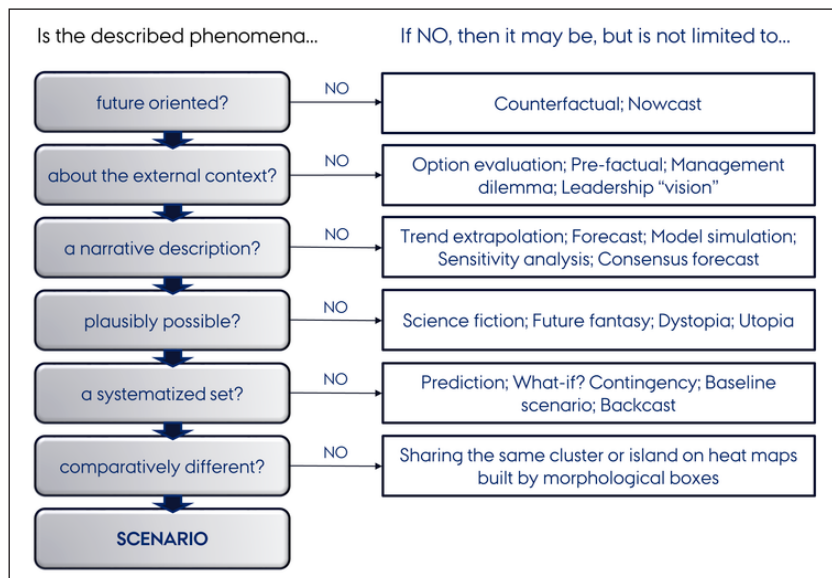 Is the described phenomena...
If NO, then it may be, but is not limited to...
future oriented?
NO
Counterfactual; Nowcast
about the external context?
NO
Option evaluation; Pre-factual; Management
dilemma; Leadership “vision”
a narrative description?
NO
Trend extrapolation; Forecast; Model simulation;
Sensitivity analysis; Consensus forecast
plausibly possible?
NO
Science fiction; Future fantasy; Dystopia; Utopia
a systematized set?
NO
Prediction; What-if? Contingency; Baseline
scenario; Backcast
comparatively different?
NO
Sharing the same cluster or island on heat maps
built by morphological boxes
SCENARIO